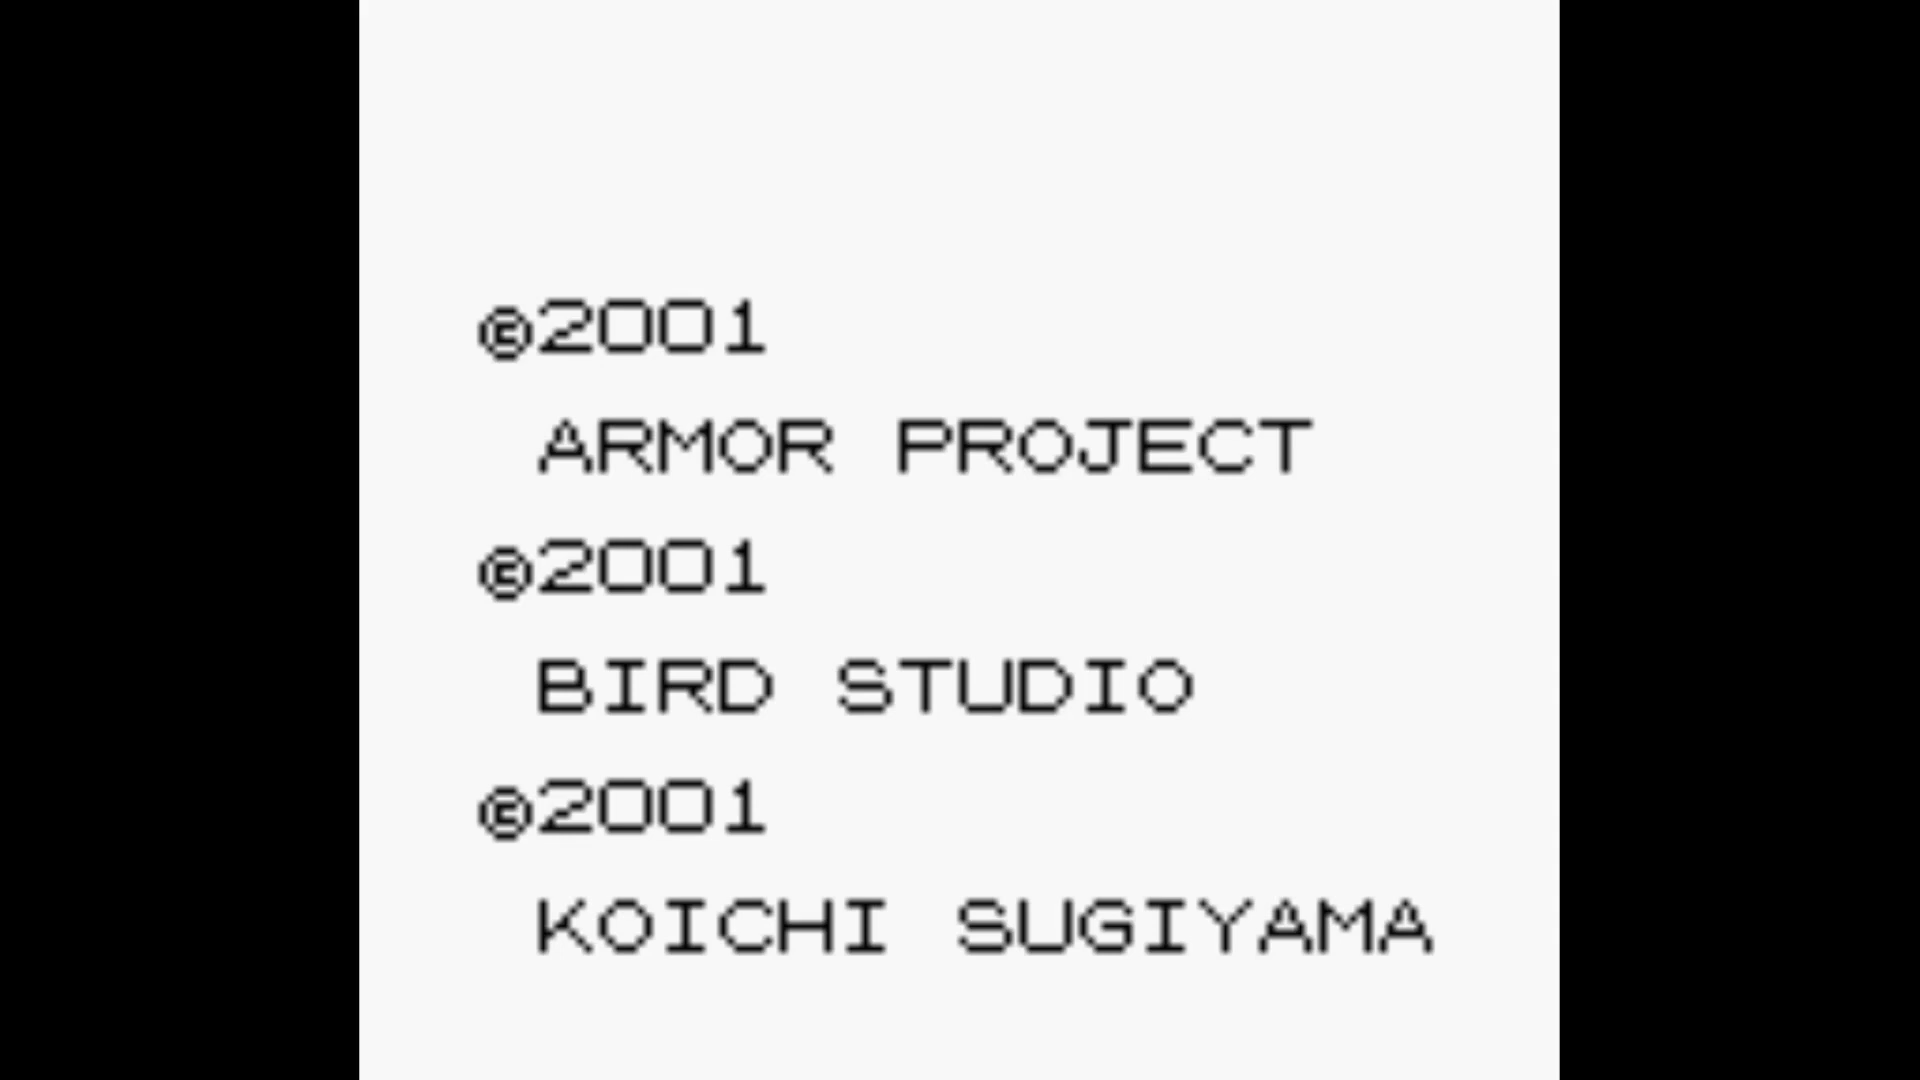 ©2001
ARMOR PROJECT
©2001
BIRD STUDIO
©2001
KOICHI SUGIYAMA